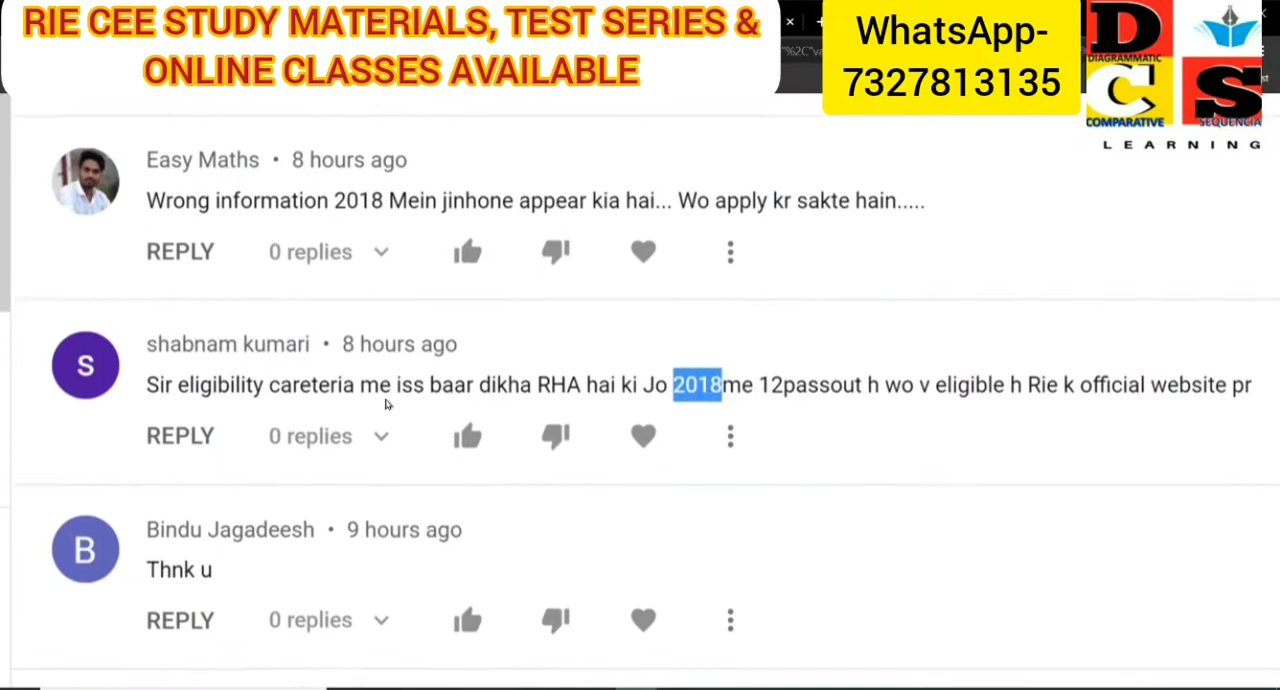 RIE CEE STUDY MATERIALS, TEST SERIES &
ONLINE CLASSES AVAILABLE
WhatsApp-
7327813135
D
DIAGRAMMATIC
C
COMPARATIVE
S
SEQUENCIA
LEARNING
Easy Maths • 8 hours ago
Wrong information 2018 Mein jinhone appear kia hai... Wo apply kr sakte hain.....
REPLY 0 replies
S
shabnam kumari • 8 hours ago
Sir eligibility careteria me iss baar dikha RHA hai ki Jo 2018me 12passout h wo v eligible h Rie k official website pr
REPLY 0 replies
B
Bindu Jagadeesh • 9 hours ago
Thnk u
REPLY 0 replies